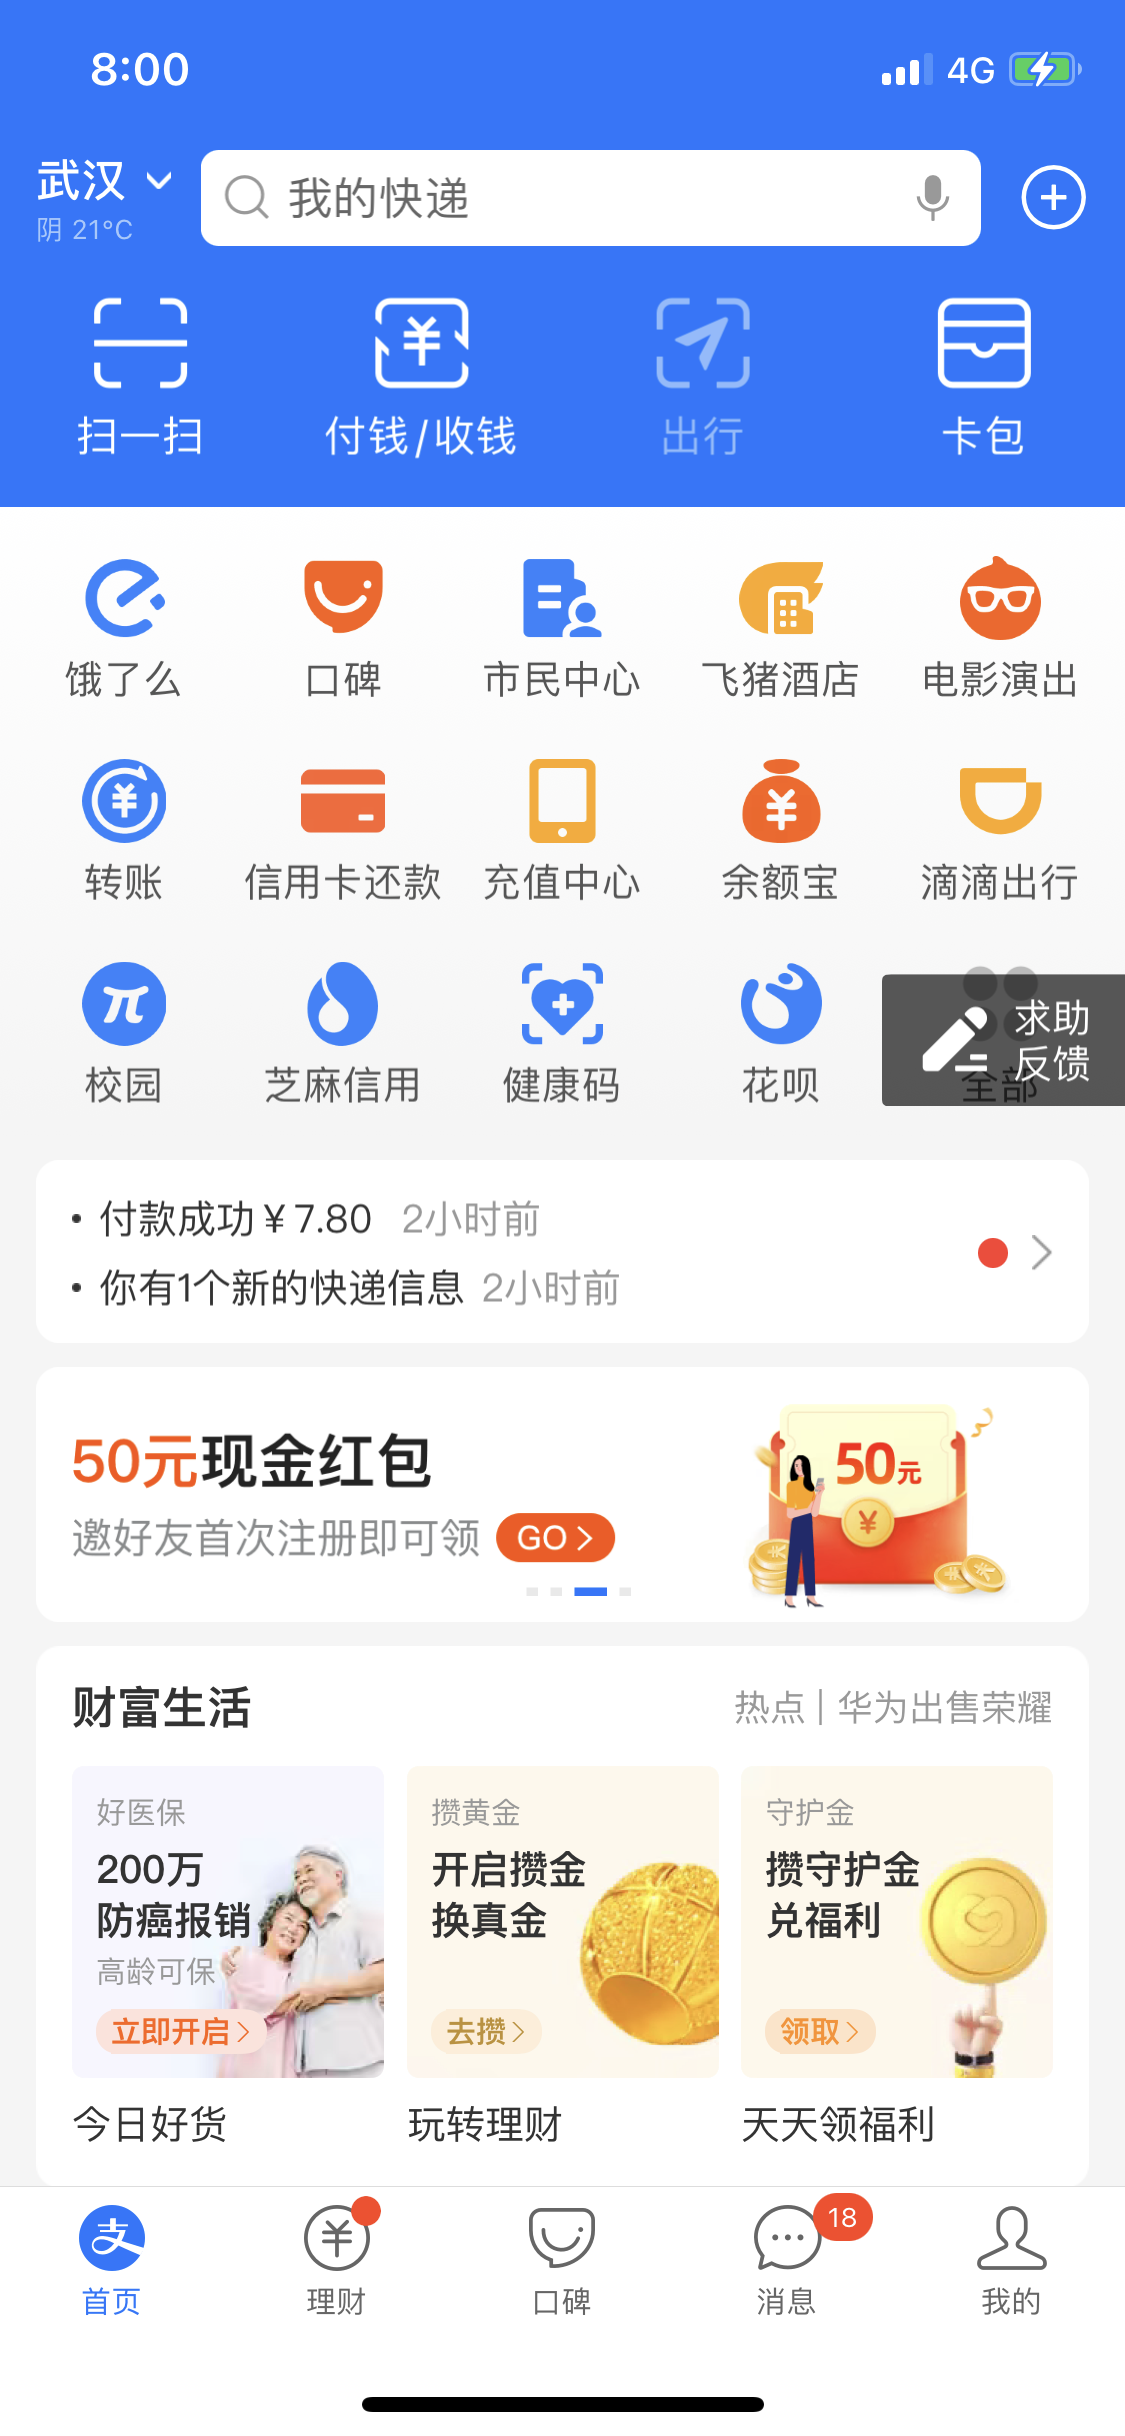 8:00
4G
武汉
阴 21°C
我的快递
扫一扫
付钱/收钱
出行
卡包
饿了么
口碑
市民中心
飞猪酒店
电影演出
转账
信用卡还款
充值中心
余额宝
滴滴出行
校园
芝麻信用
健康码
花呗
全部
求助
反馈
• 付款成功¥7.80 2小时前
• 你有1个新的快递信息 2小时前
50元现金红包
邀好友首次注册即可领 GO >
50元
财富生活
热点 | 华为出售荣耀
好医保
200万
防癌报销
高龄可保
立即开启>
今日好货
攒黄金
开启攒金
换真金
去攒>
玩转理财
守护金
攒守护金
兑福利
领取>
天天领福利
首页
理财
口碑
18
消息
我的